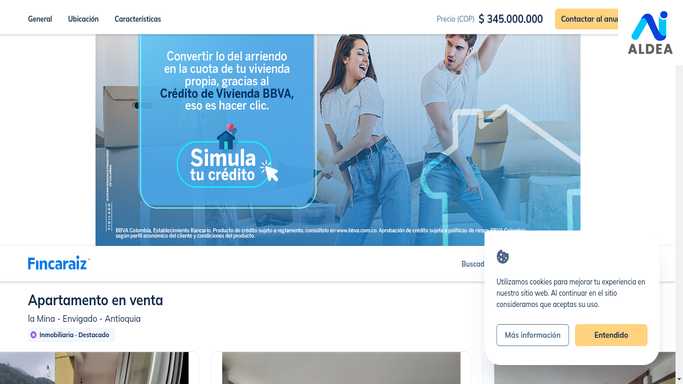 General Ubicación Características Precio (COP) $ 345.000.000 Contactar al anun
ALDEA
Convertir lo del arriendo
en la cuota de tu vivienda
propia, gracias al
Crédito de Vivienda BBVA,
eso es hacer clic.
Simula
tu crédito
BBVA Colombia, Establecimiento Bancario. Producto de crédito sujeto a reglamento, consúltelo en www.bbva.com.co. Aprobación de crédito sujeta a políticas de riesgo BBVA Colombia,
según perfil económico del cliente y condiciones del producto.
Fincaraiz
Buscad
Apartamento en venta
la Mina - Envigado - Antioquia
Inmobiliaria - Destacado
Utilizamos cookies para mejorar tu experiencia en
nuestro sitio web. Al continuar en el sitio
consideramos que aceptas su uso.
Más información Entendido